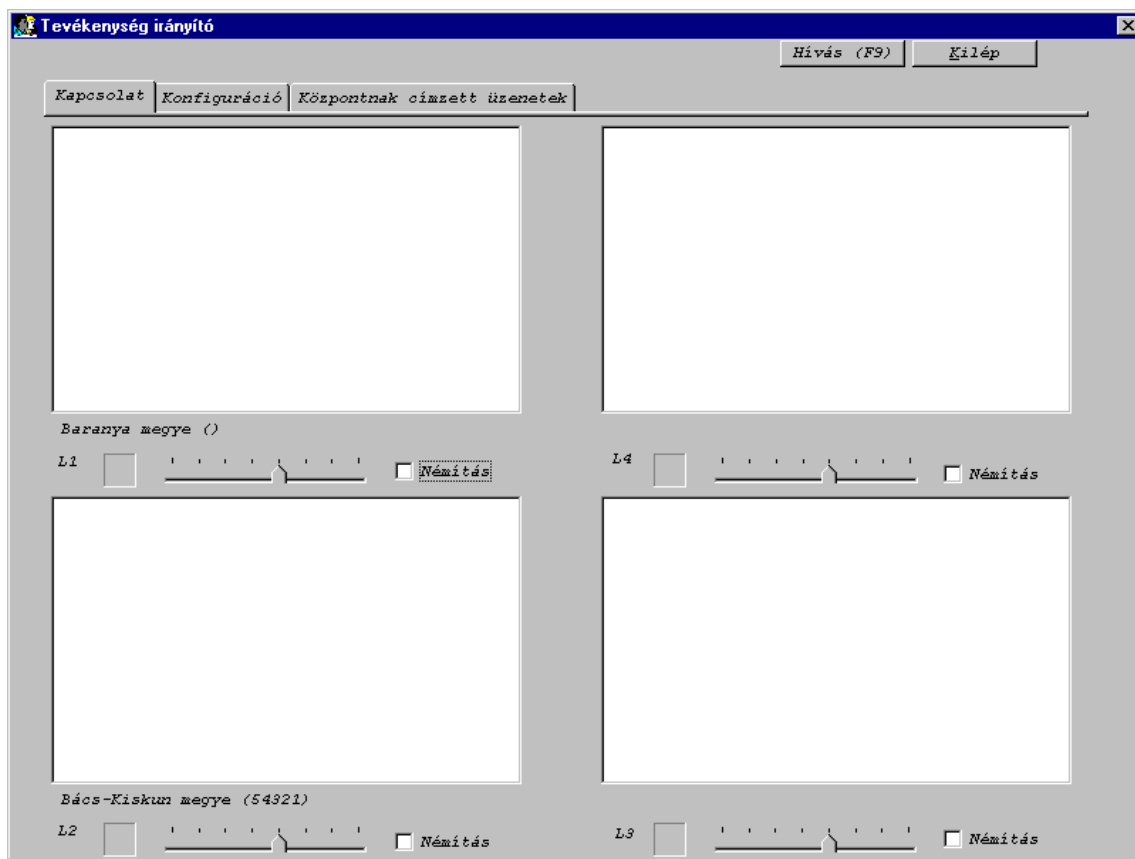 Tevékenység irányító
Hívás (F9) Kilép
Kapcsolat Konfiguráció Központnak címzett üzenetek
Baranya megye ()
L1 Némítás L4 Némítás
Bács-Kiskun megye (54321)
L2 Némítás L3 Némítás